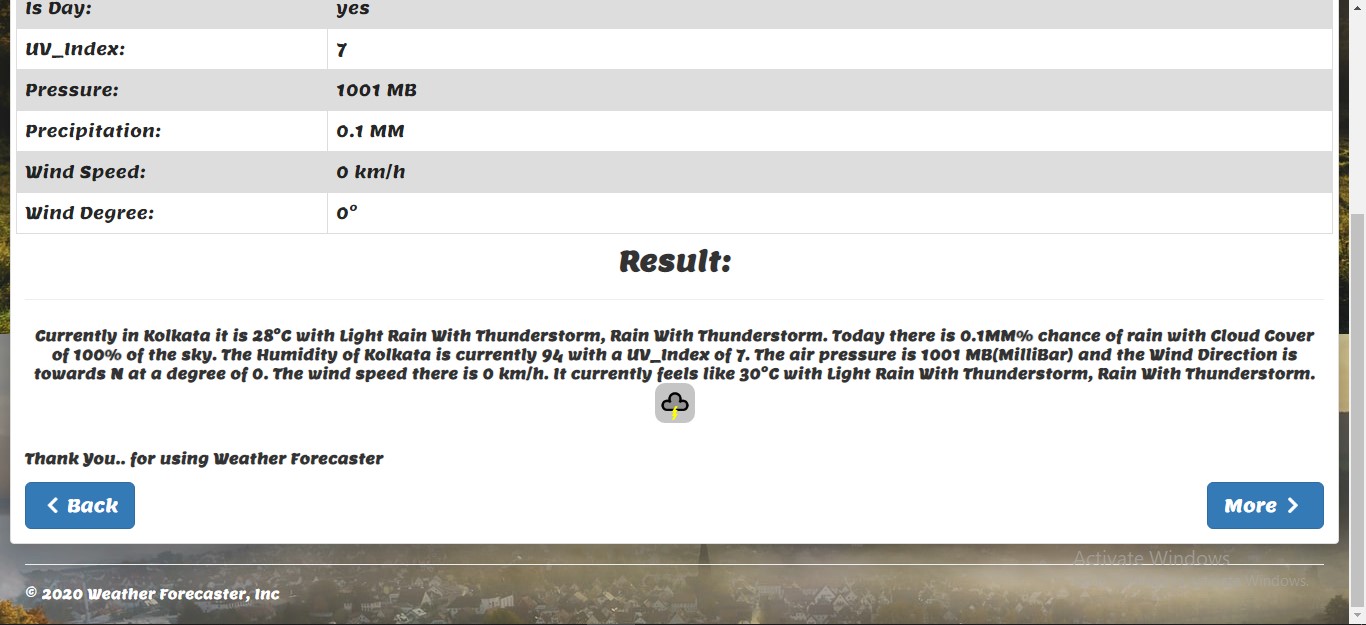 Is Day: yes
UV_Index: 7
Pressure: 1001 MB
Precipitation: 0.1 MM
Wind Speed: 0 km/h
Wind Degree: 0°
Result:
Currently in Kolkata it is 28°C with Light Rain With Thunderstorm, Rain With Thunderstorm. Today there is 0.1MM% chance of rain with Cloud Cover
of 100% of the sky. The Humidity of Kolkata is currently 94 with a UV_Index of 7. The air pressure is 1001 MB(MilliBar) and the Wind Direction is
towards N at a degree of 0. The wind speed there is 0 km/h. It currently feels like 30°C with Light Rain With Thunderstorm, Rain With Thunderstorm.
Thank You.. for using Weather Forecaster
Back
More
Activate Windows
Windows.
© 2020 Weather Forecaster, Inc